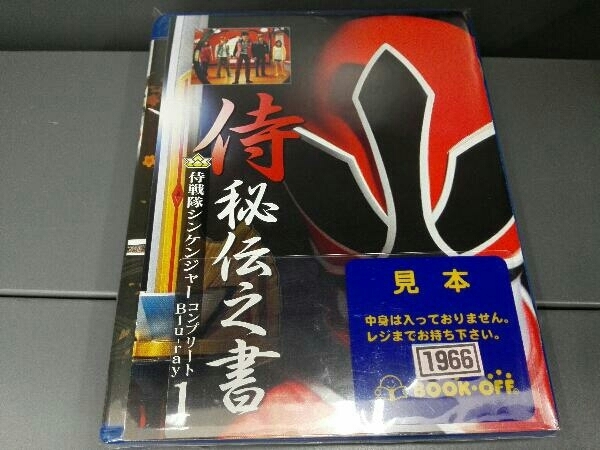 侍
秘伝之書
侍戦隊シンケンジャー
コンプリート
Blu-ray
1
見本
中身は入っておりません。
レジまでお持ち下さい。
1966
BOOK・OFF